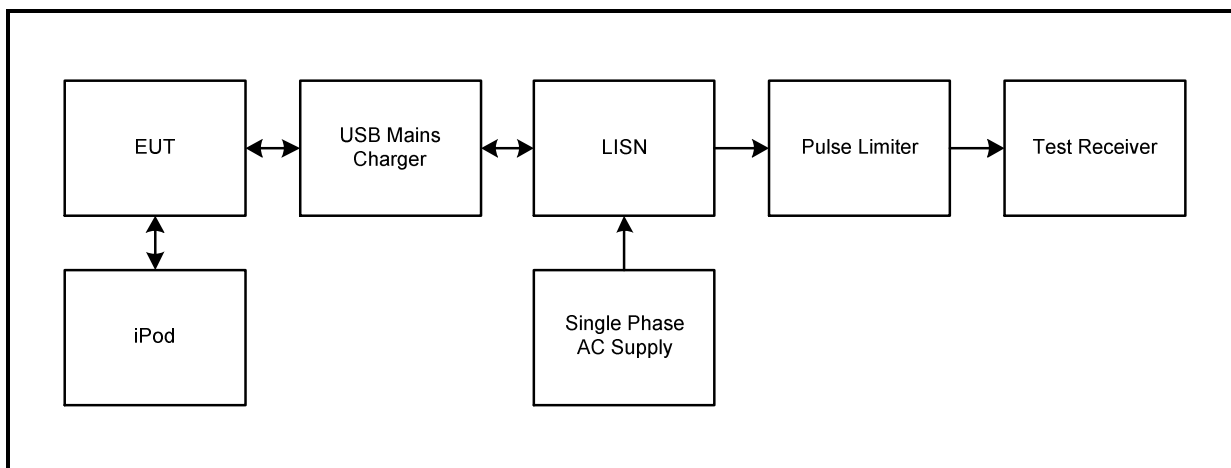 EUT
USB Mains
Charger
LISN
Pulse Limiter
Test Receiver
iPod
Single Phase
AC Supply